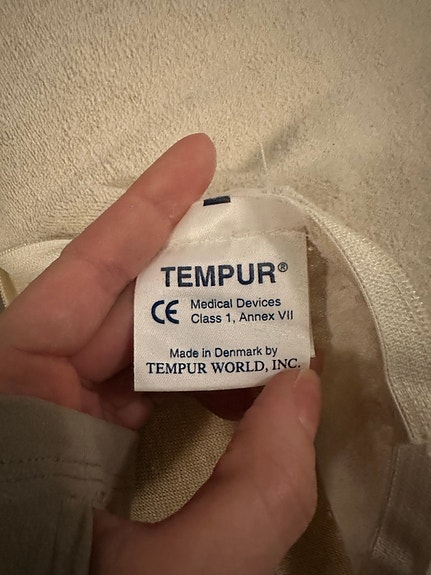 TEMPUR®
CE Medical Devices
Class 1, Annex VII
Made in Denmark by
TEMPUR WORLD, INC.